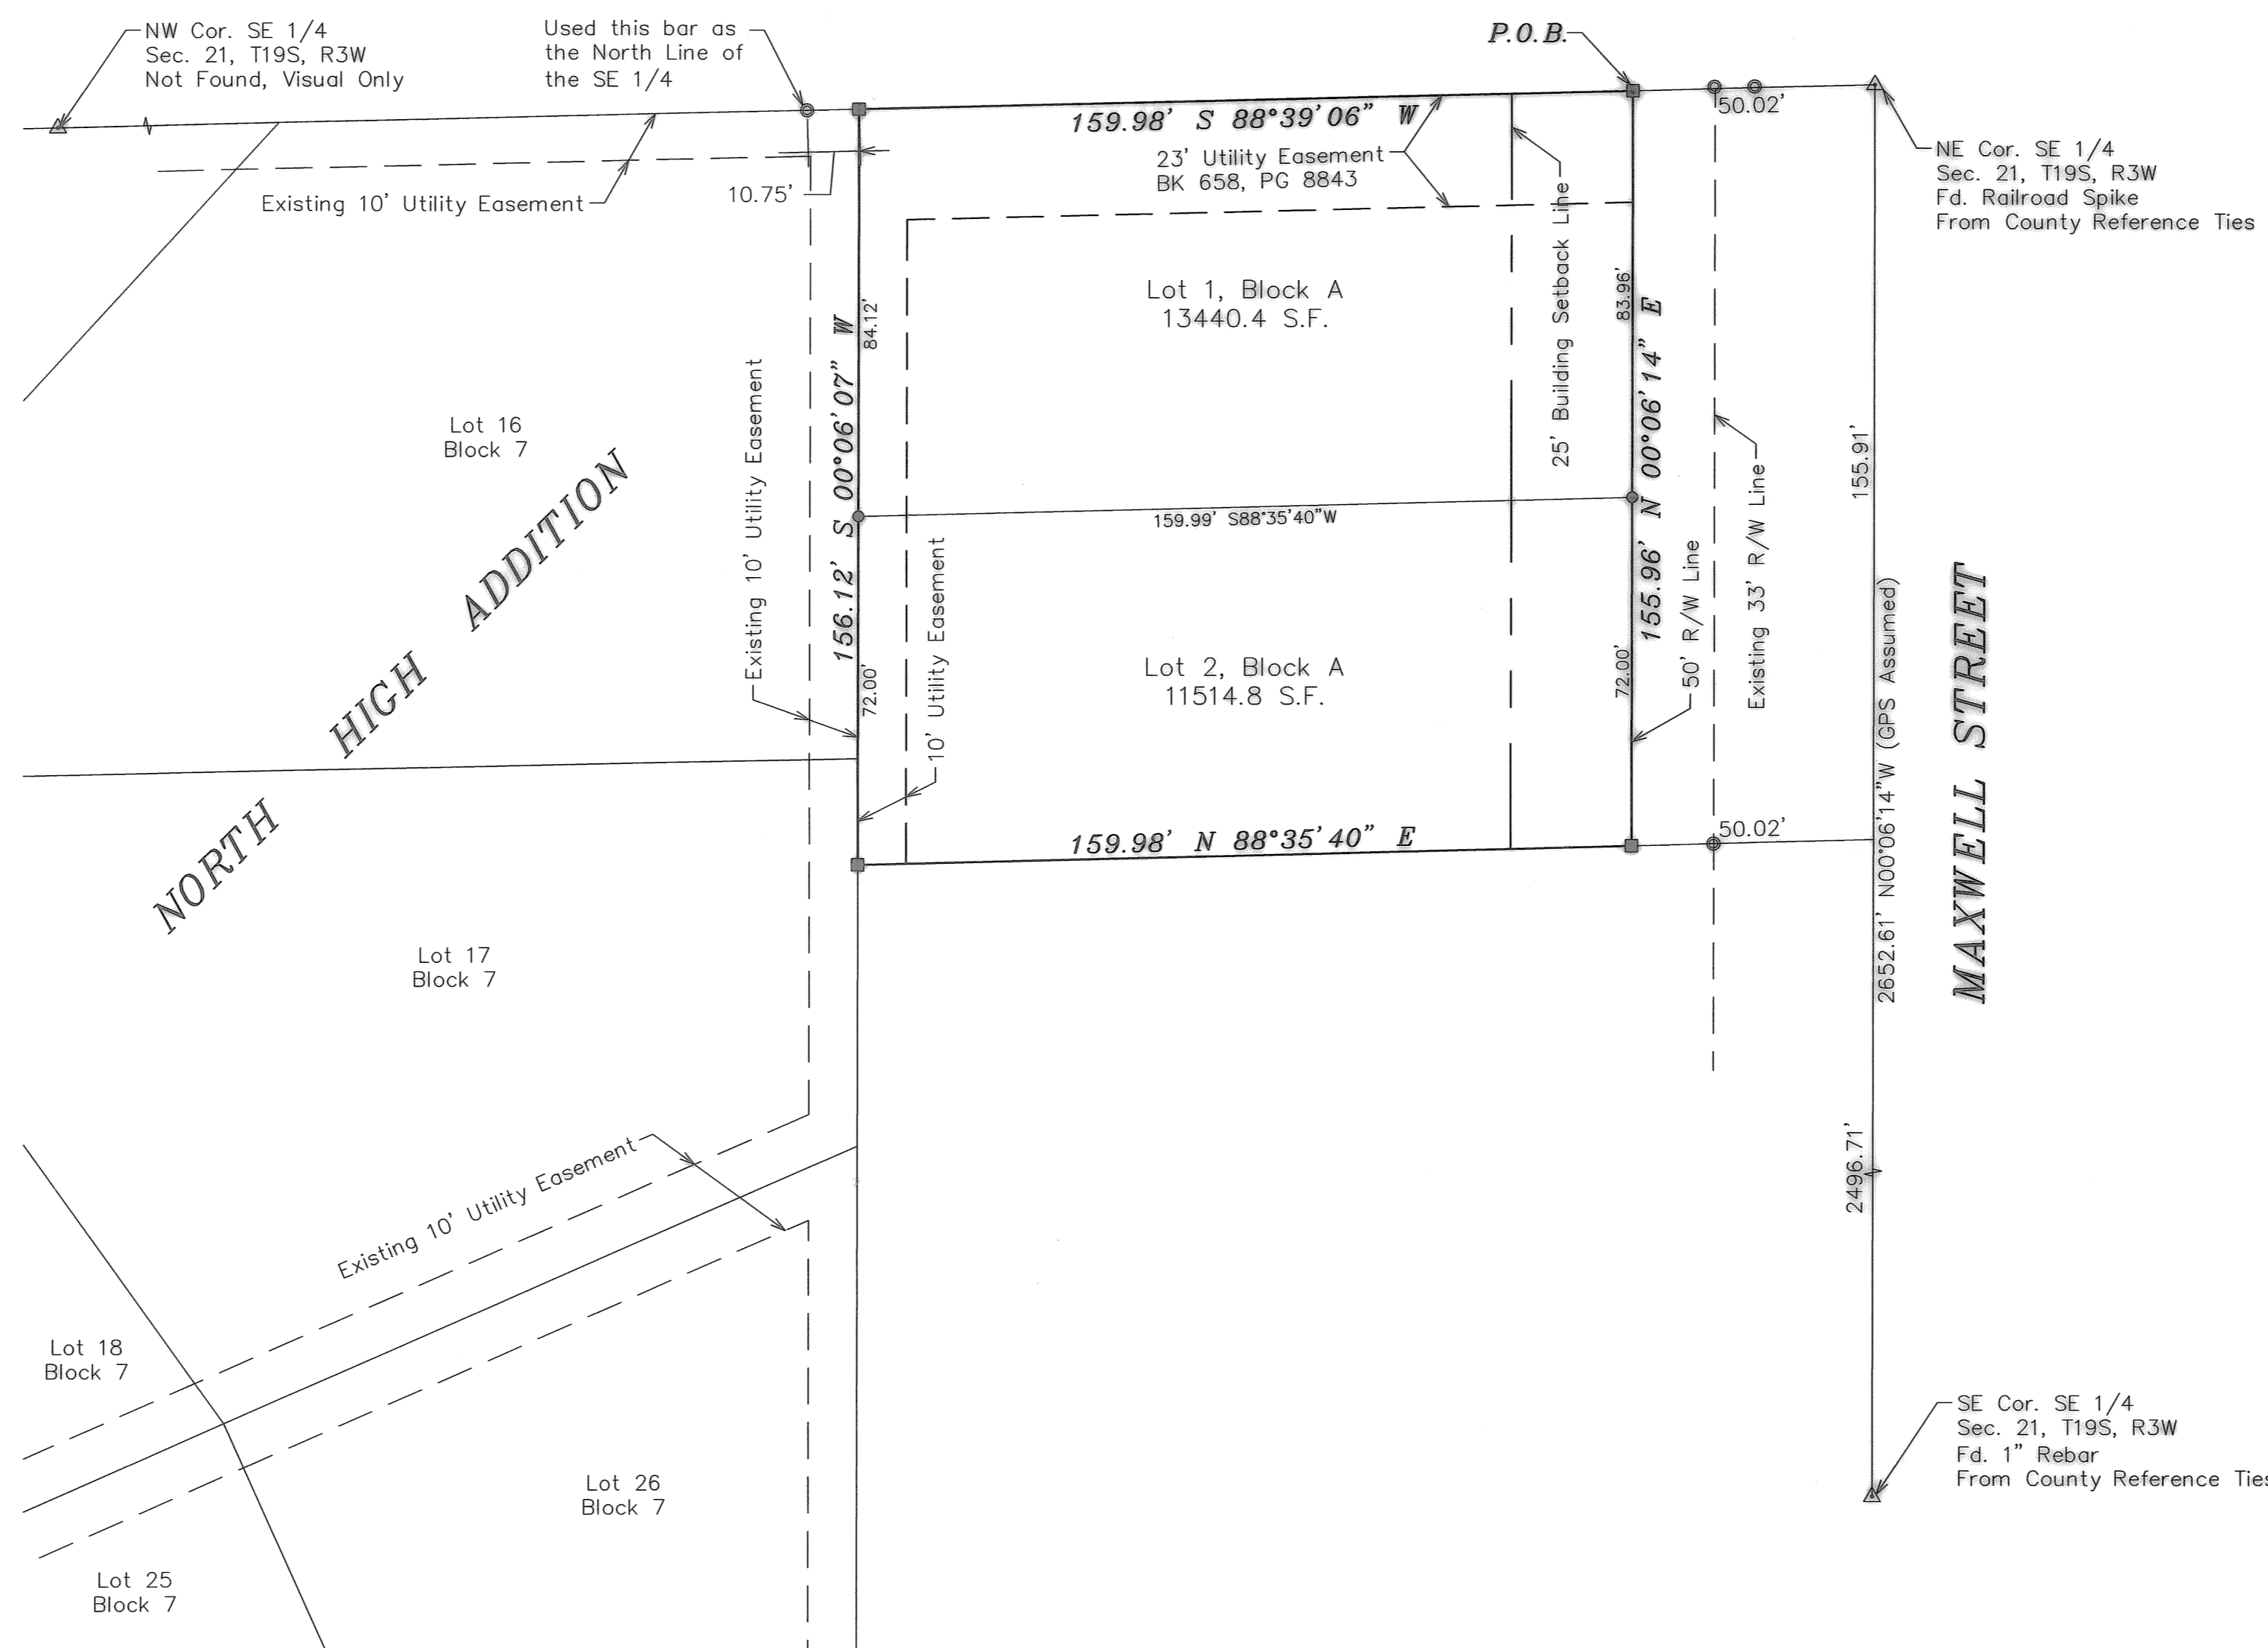 NW Cor. SE 1/4
Sec. 21, T19S, R3W
Not Found, Visual Only
Used this bar as
the North Line of
the SE 1/4
P.O.B.
50.02'
159.98' S 88°39'06" W
23' Utility Easement
BK 658, PG 8843
NE Cor. SE 1/4
Sec. 21, T19S, R3W
Fd. Railroad Spike
From County Reference Ties
Existing 10' Utility Easement
10.75'
25' Building Setback Line
Lot 1, Block A
13440.4 S.F.
84.12'
83.96'
156.12' S 00°06'07" W
155.96' N 00°06'14" E
Existing 10' Utility Easement
Lot 16
Block 7
155.91'
159.99' S88°35'40"W
10' Utility Easement
50' R/W Line
Existing 33' R/W Line
Lot 2, Block A
11514.8 S.F.
72.00'
72.00'
NORTH HIGH ADDITION
2652.61' N00°06'14"W (GPS Assumed)
MAXWELL STREET
159.98' N 88°35'40" E
50.02'
Lot 17
Block 7
2496.71'
Existing 10' Utility Easement
Lot 18
Block 7
SE Cor. SE 1/4
Sec. 21, T19S, R3W
Fd. 1" Rebar
From County Reference Ties
Lot 26
Block 7
Lot 25
Block 7